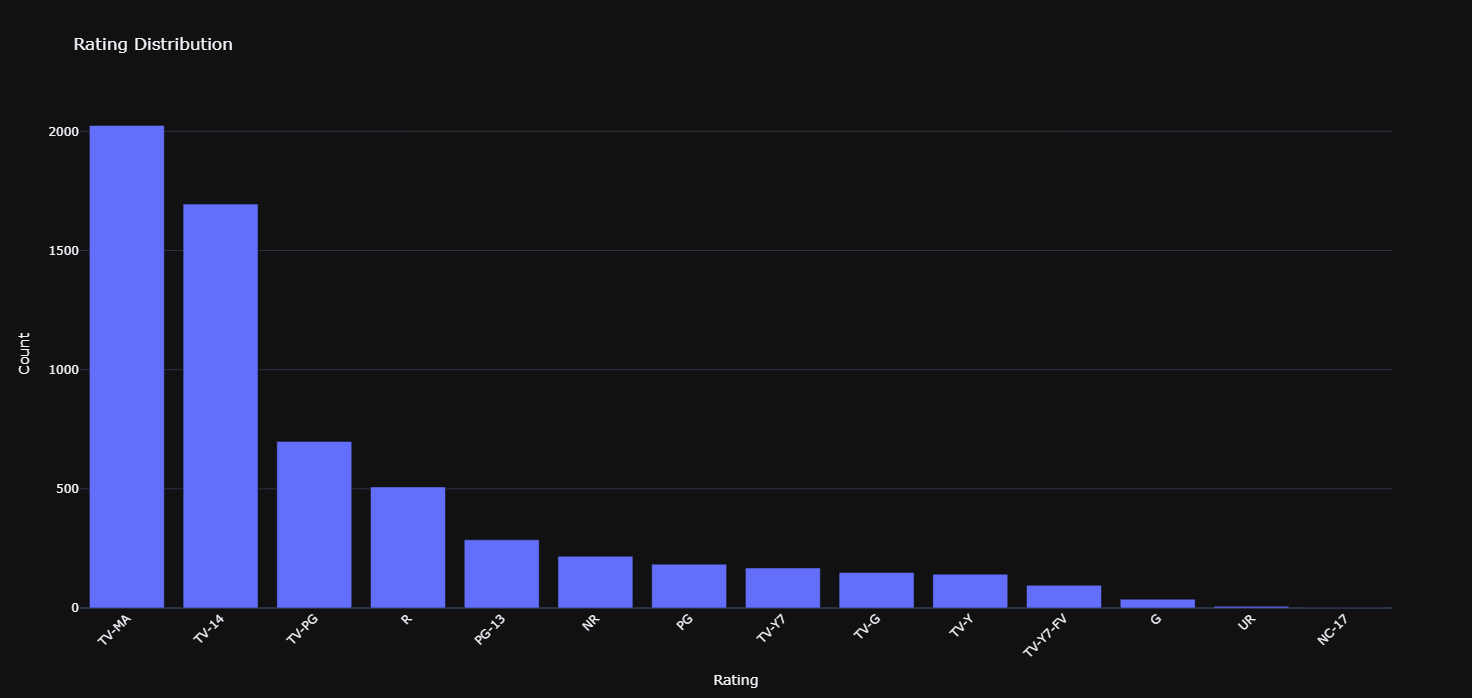 Rating Distribution
2000
1500
1000
500
0
Count
TV-MA
TV-14
TV-PG
R
PG-13
NR
PG
TV-Y7
TV-G
TV-Y
TV-Y7-FV
G
UR
NC-17
Rating